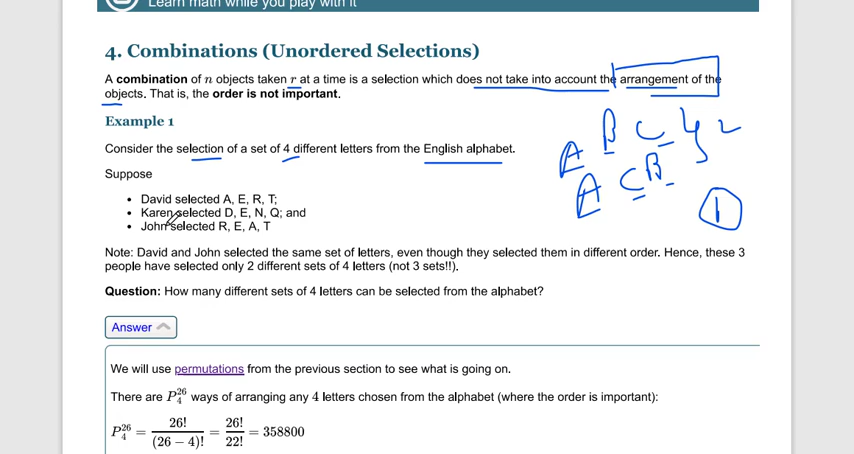 Learn math while you play with it
4. Combinations (Unordered Selections)
A combination of n objects taken r at a time is a selection which does not take into account the arrangement of the
objects. That is, the order is not important.
Example 1
Consider the selection of a set of 4 different letters from the English alphabet.
Suppose
• David selected A, E, R, T;
• Karen selected D, E, N, Q; and
• John selected R, E, A, T
Note: David and John selected the same set of letters, even though they selected them in different order. Hence, these 3
people have selected only 2 different sets of 4 letters (not 3 sets!!).
Question: How many different sets of 4 letters can be selected from the alphabet?
Answer
We will use permutations from the previous section to see what is going on.
There are P₄²⁶ ways of arranging any 4 letters chosen from the alphabet (where the order is important):
P₄²⁶ = 26!/(26 − 4)! = 26!/22! = 358800
A B C
A C B
1